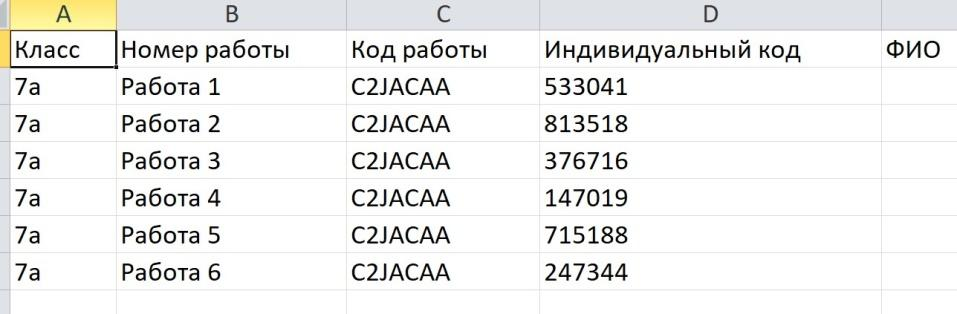 A B C D
Класс Номер работы Код работы Индивидуальный код ФИО
7а Работа 1 C2JACAA 533041
7а Работа 2 C2JACAA 813518
7а Работа 3 C2JACAA 376716
7а Работа 4 C2JACAA 147019
7а Работа 5 C2JACAA 715188
7а Работа 6 C2JACAA 247344